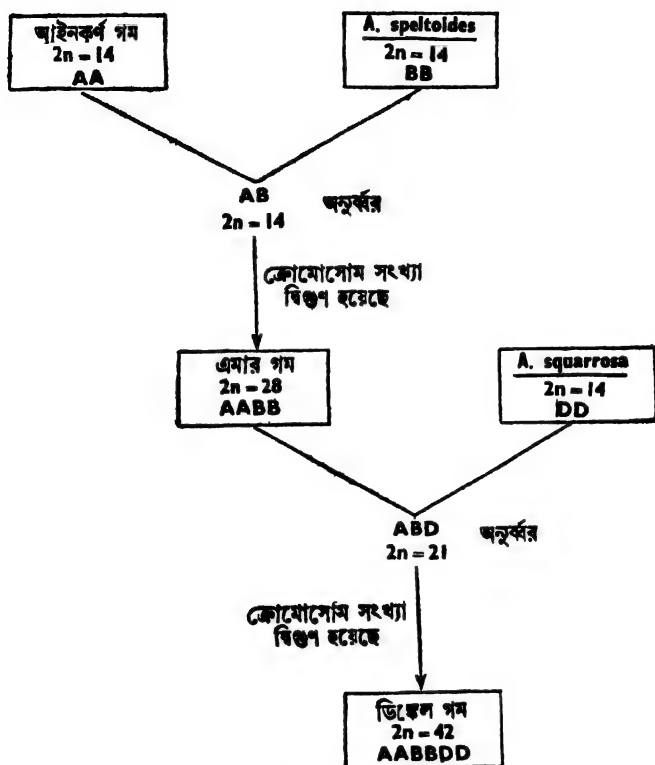 আইনকর্ণ গম
2n = 14
AA
A. speltoides
2n = 14
BB
AB
2n = 14
অনুর্ব্বর
ক্রোমোসোম সংখ্যা
দ্বিগুণ হয়েছে
এমার গম
2n = 28
AABB
A. squarrosa
2n = 14
DD
ABD
2n = 21
অনুর্ব্বর
ক্রোমোসোম সংখ্যা
দ্বিগুণ হয়েছে
ডিঙ্কেল গম
2n = 42
AABBDD